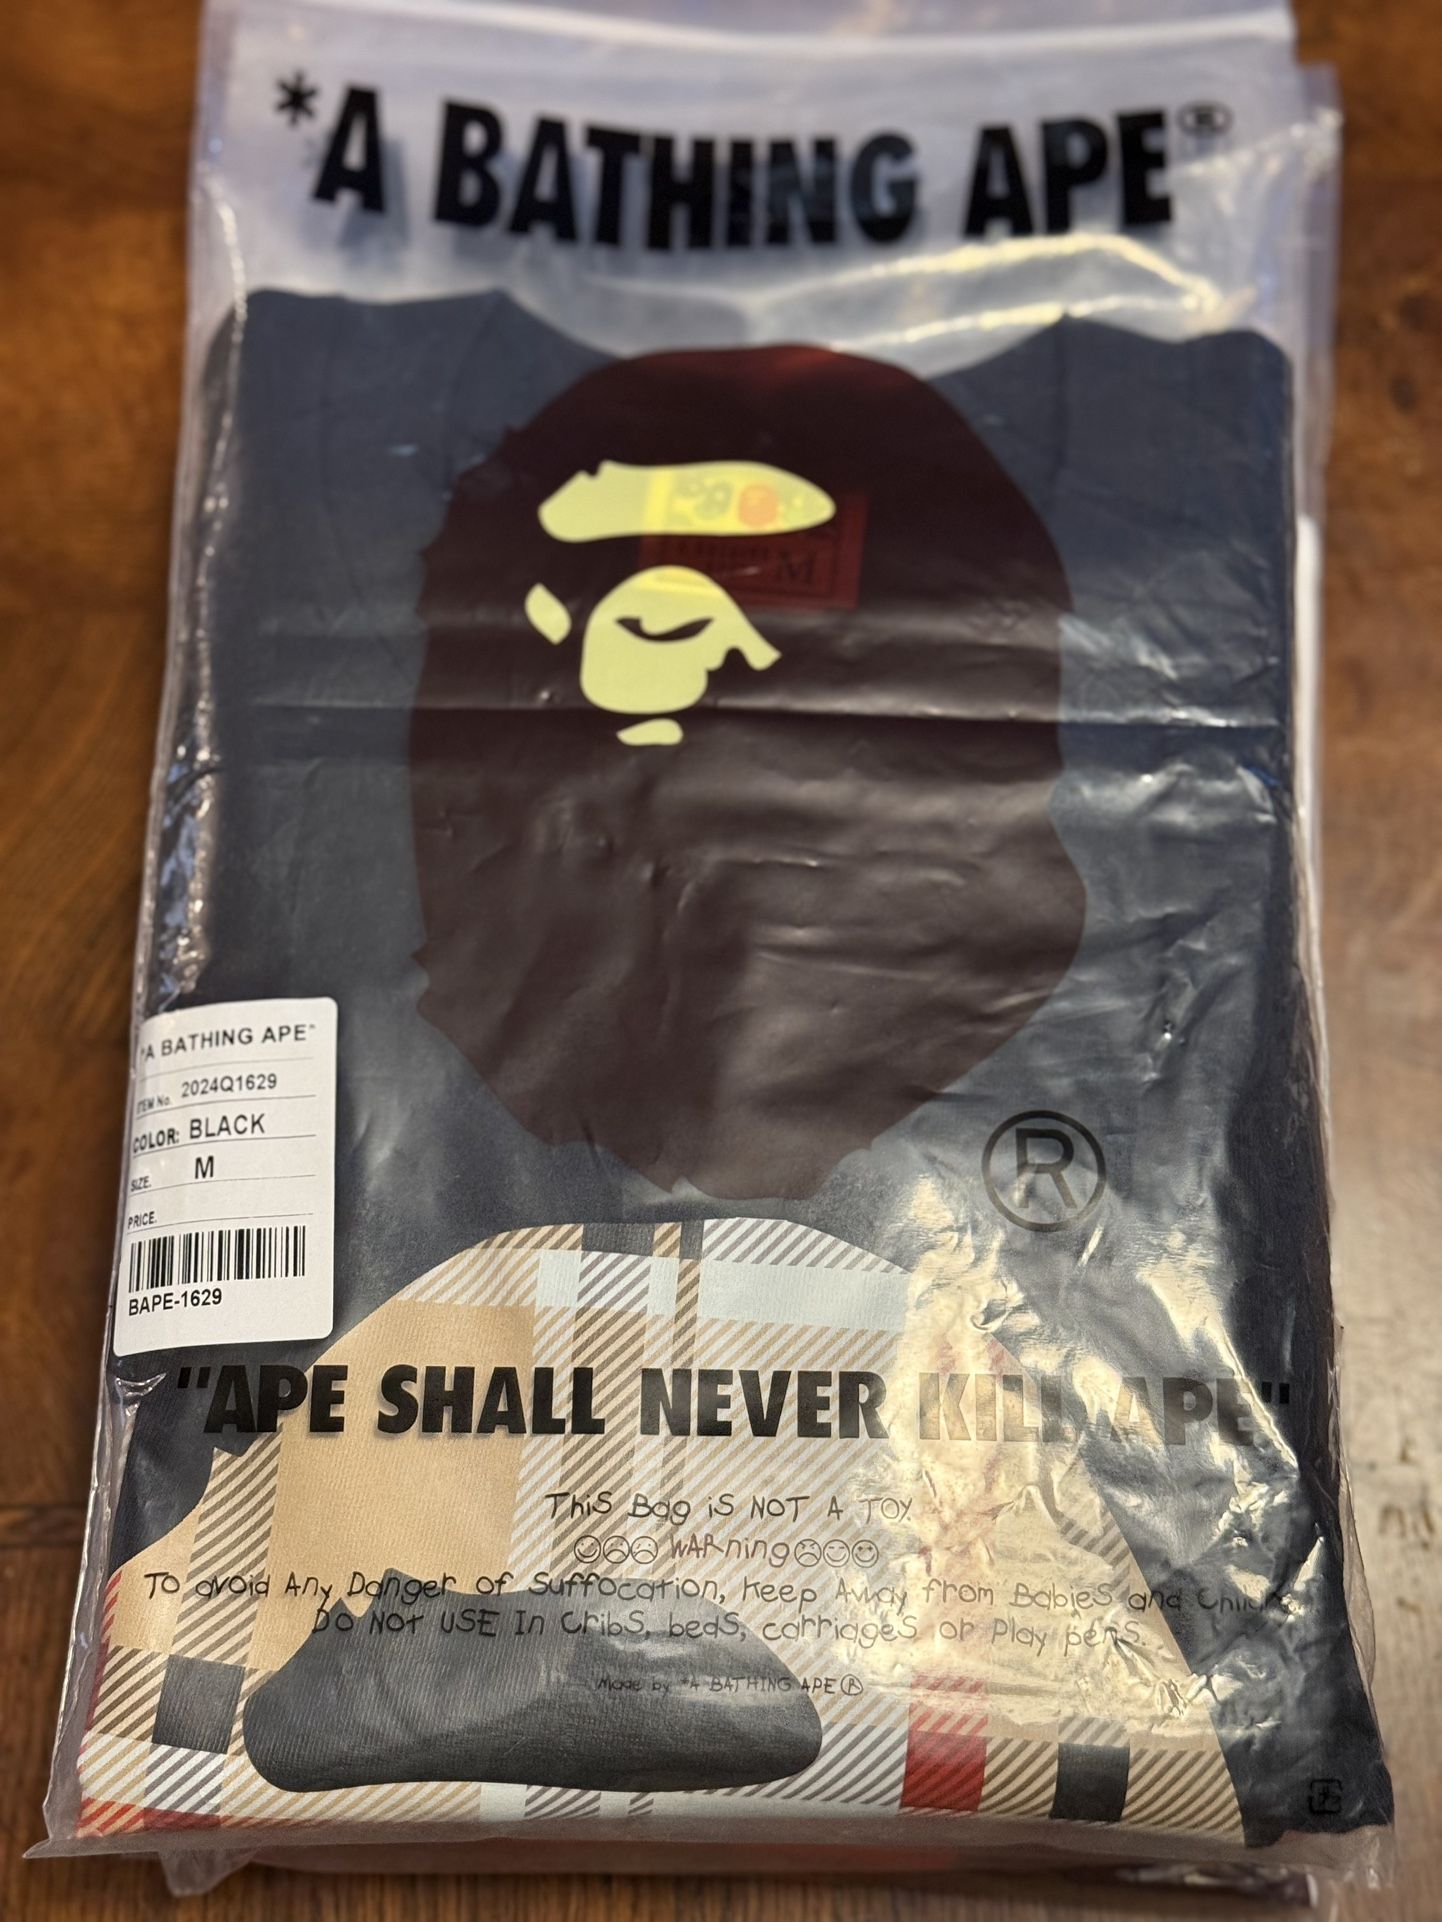 *A BATHING APE®
M
"A BATHING APE"
ITEM No. 2024Q1629
COLOR: BLACK
SIZE. M
PRICE.
BAPE-1629
®
"APE SHALL NEVER KILL APE"
This Bag iS NOT A TOY.
WARning
To avoid Any Danger of Suffocation, Keep Away from Babies and
DO NOT USE In CribS, bedS, carriageS or Play penS.
Made by *A BATHING APE®